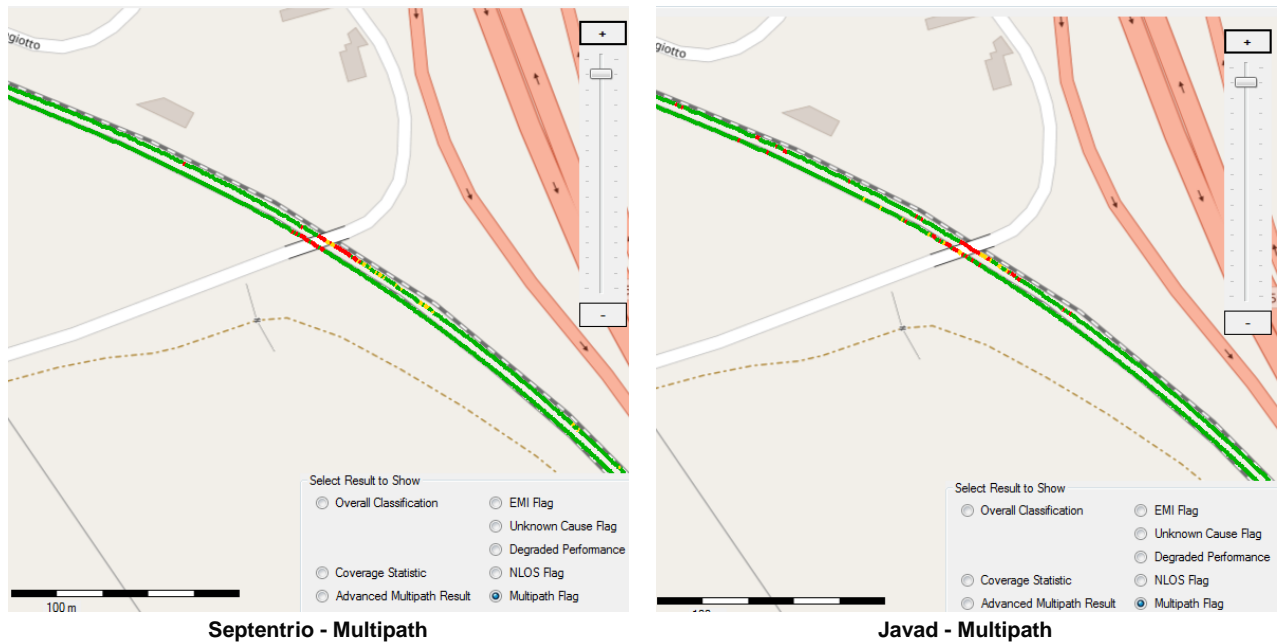 giotto
+
-
Select Result to Show
Overall Classification
EMI Flag
Unknown Cause Flag
Degraded Performance
Coverage Statistic
NLOS Flag
Advanced Multipath Result
Multipath Flag
100 m
Septentrio - Multipath
giotto
+
-
Select Result to Show
Overall Classification
EMI Flag
Unknown Cause Flag
Degraded Performance
Coverage Statistic
NLOS Flag
Advanced Multipath Result
Multipath Flag
Javad - Multipath